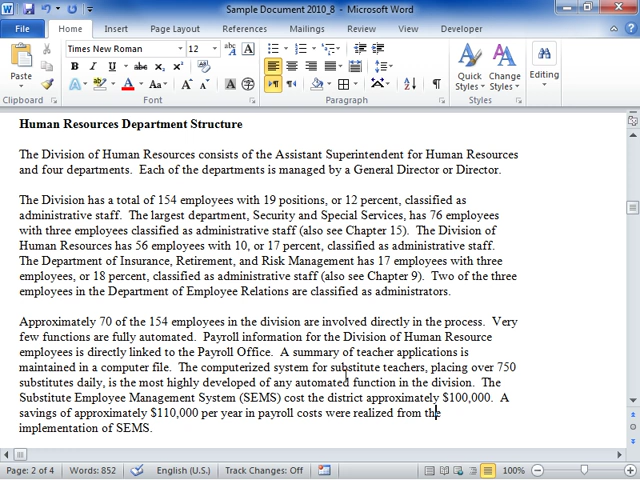 Sample Document 2010_8 - Microsoft Word
File Home Insert Page Layout References Mailings Review View Developer
Times New Roman 12
Paste
Quick Styles Change Styles
Editing
Clipboard Font Paragraph Styles
Human Resources Department Structure
The Division of Human Resources consists of the Assistant Superintendent for Human Resources
and four departments. Each of the departments is managed by a General Director or Director.
The Division has a total of 154 employees with 19 positions, or 12 percent, classified as
administrative staff. The largest department, Security and Special Services, has 76 employees
with three employees classified as administrative staff (also see Chapter 15). The Division of
Human Resources has 56 employees with 10, or 17 percent, classified as administrative staff.
The Department of Insurance, Retirement, and Risk Management has 17 employees with three
employees, or 18 percent, classified as administrative staff (also see Chapter 9). Two of the three
employees in the Department of Employee Relations are classified as administrators.
Approximately 70 of the 154 employees in the division are involved directly in the process. Very
few functions are fully automated. Payroll information for the Division of Human Resource
employees is directly linked to the Payroll Office. A summary of teacher applications is
maintained in a computer file. The computerized system for substitute teachers, placing over 750
substitutes daily, is the most highly developed of any automated function in the division. The
Substitute Employee Management System (SEMS) cost the district approximately $100,000. A
savings of approximately $110,000 per year in payroll costs were realized from the
implementation of SEMS.
Page: 2 of 4 Words: 852 English (U.S.) Track Changes: Off 100%